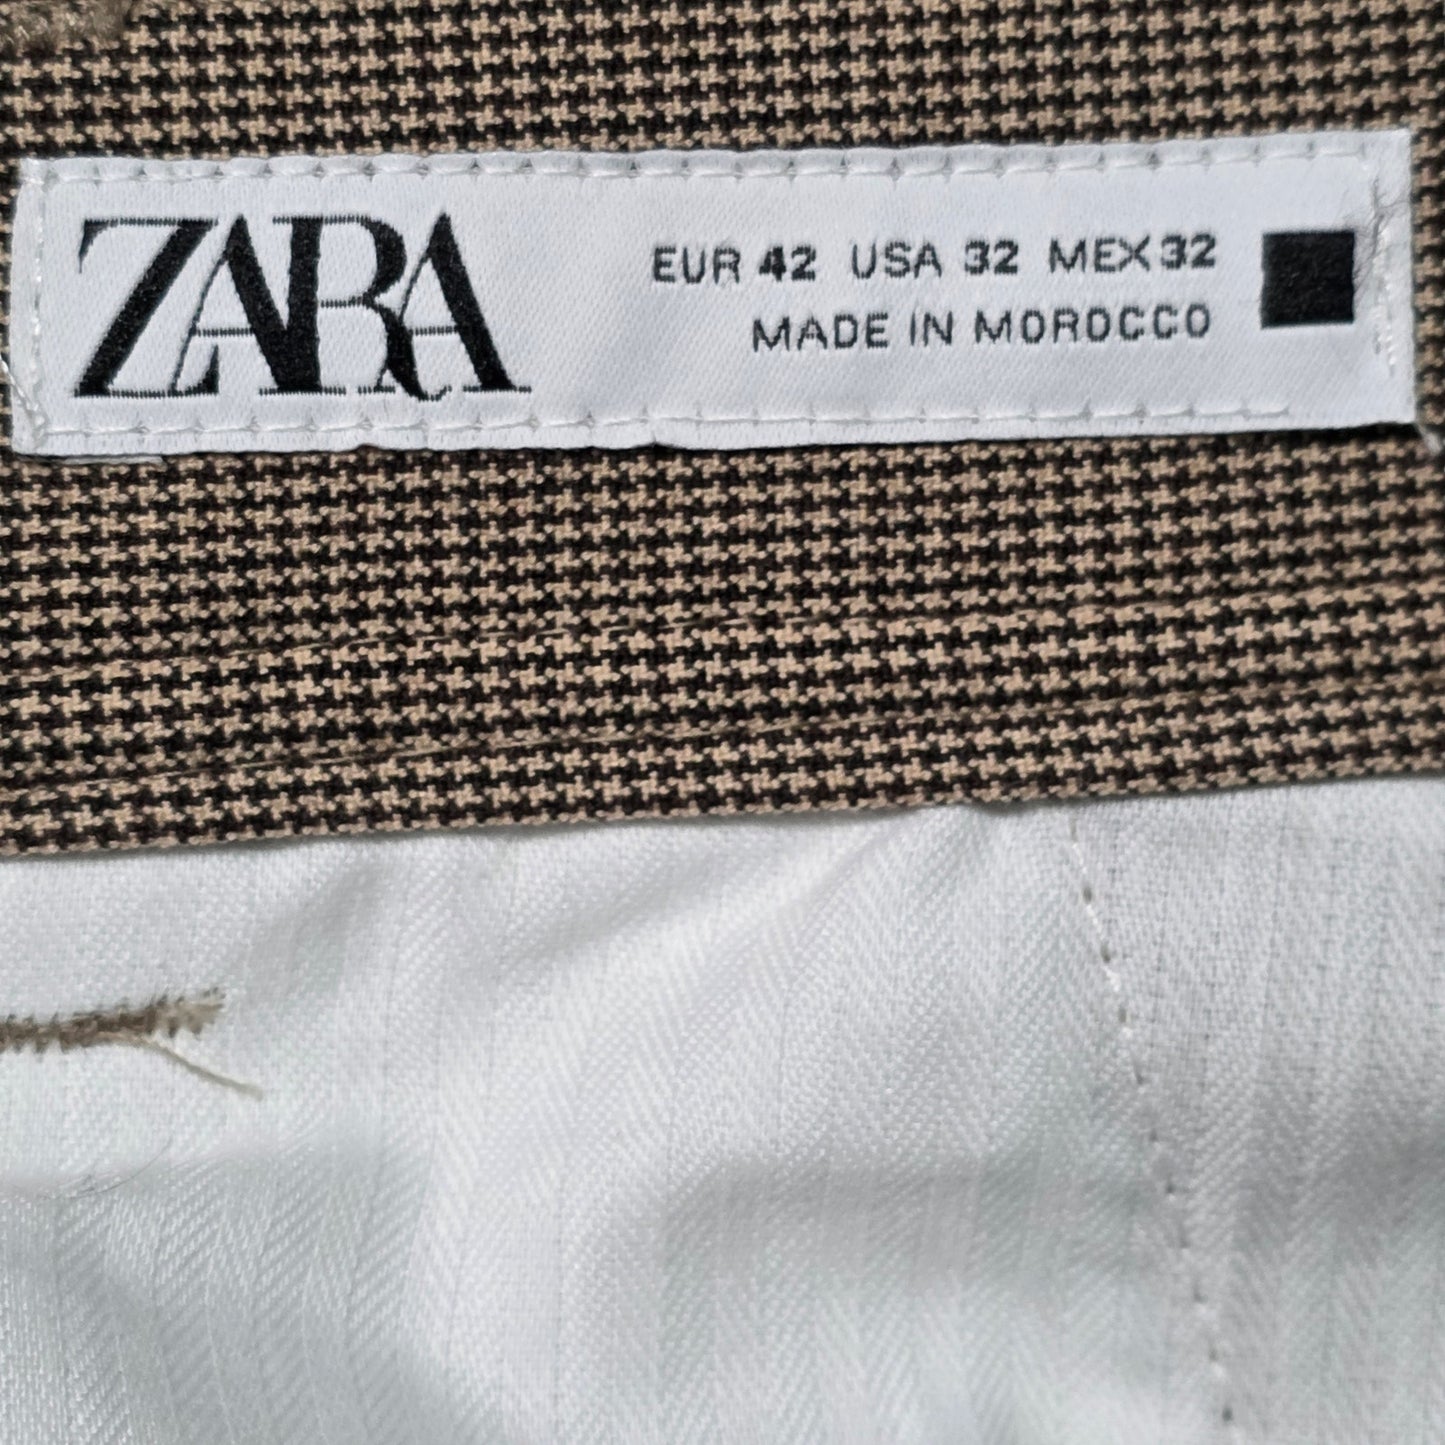 ZARA
EUR 42 USA 32 MEX 32
MADE IN MOROCCO